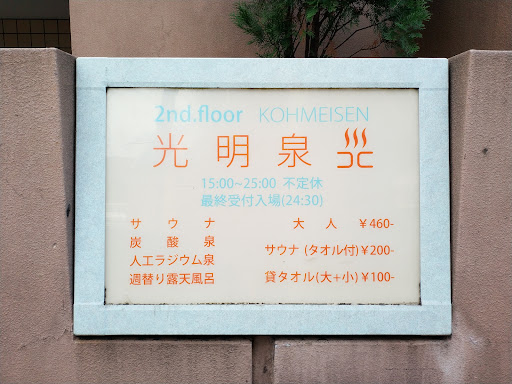 2nd.floor KOHMEISEN
光明泉
15:00~25:00 不定休
最終受付入場(24:30)
サウナ 大人 ¥460-
炭酸泉
サウナ (タオル付)¥200-
人工ラジウム泉
週替り露天風呂 貸タオル(大+小)¥100-